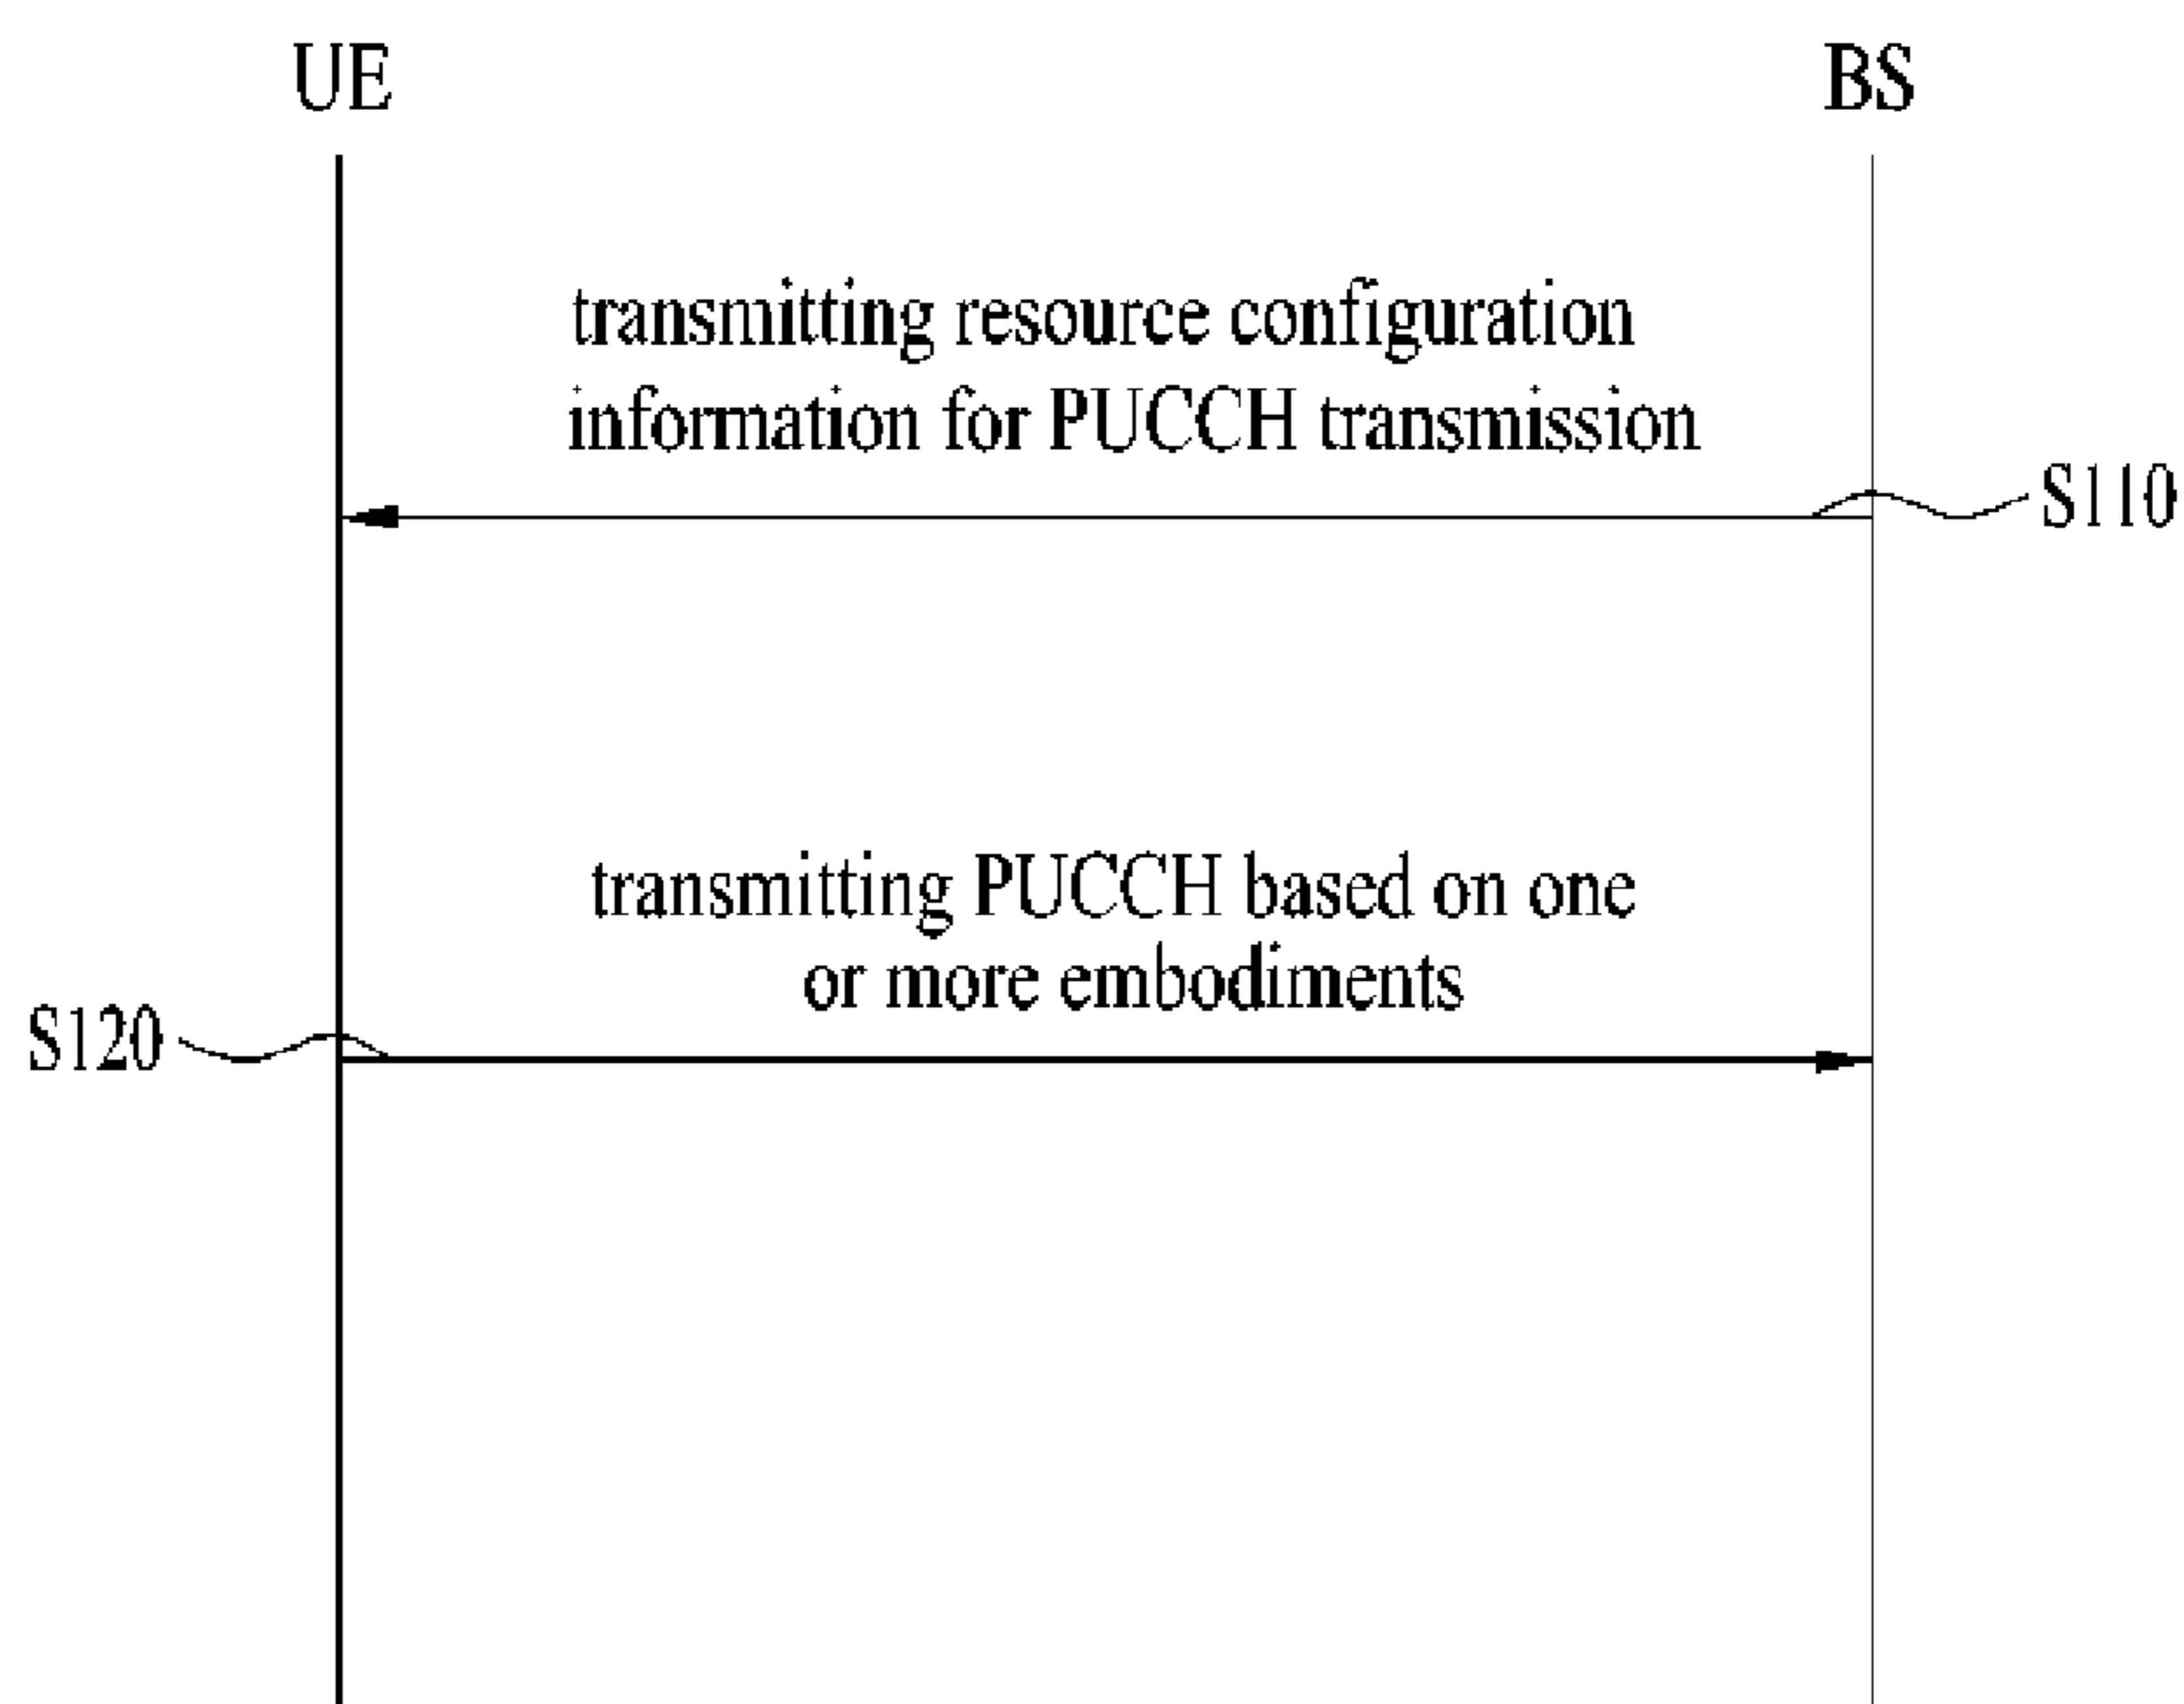 UE
BS
transmitting resource configuration
information for PUCCH transmission
S110
transmitting PUCCH based on one
or more embodiments
S120